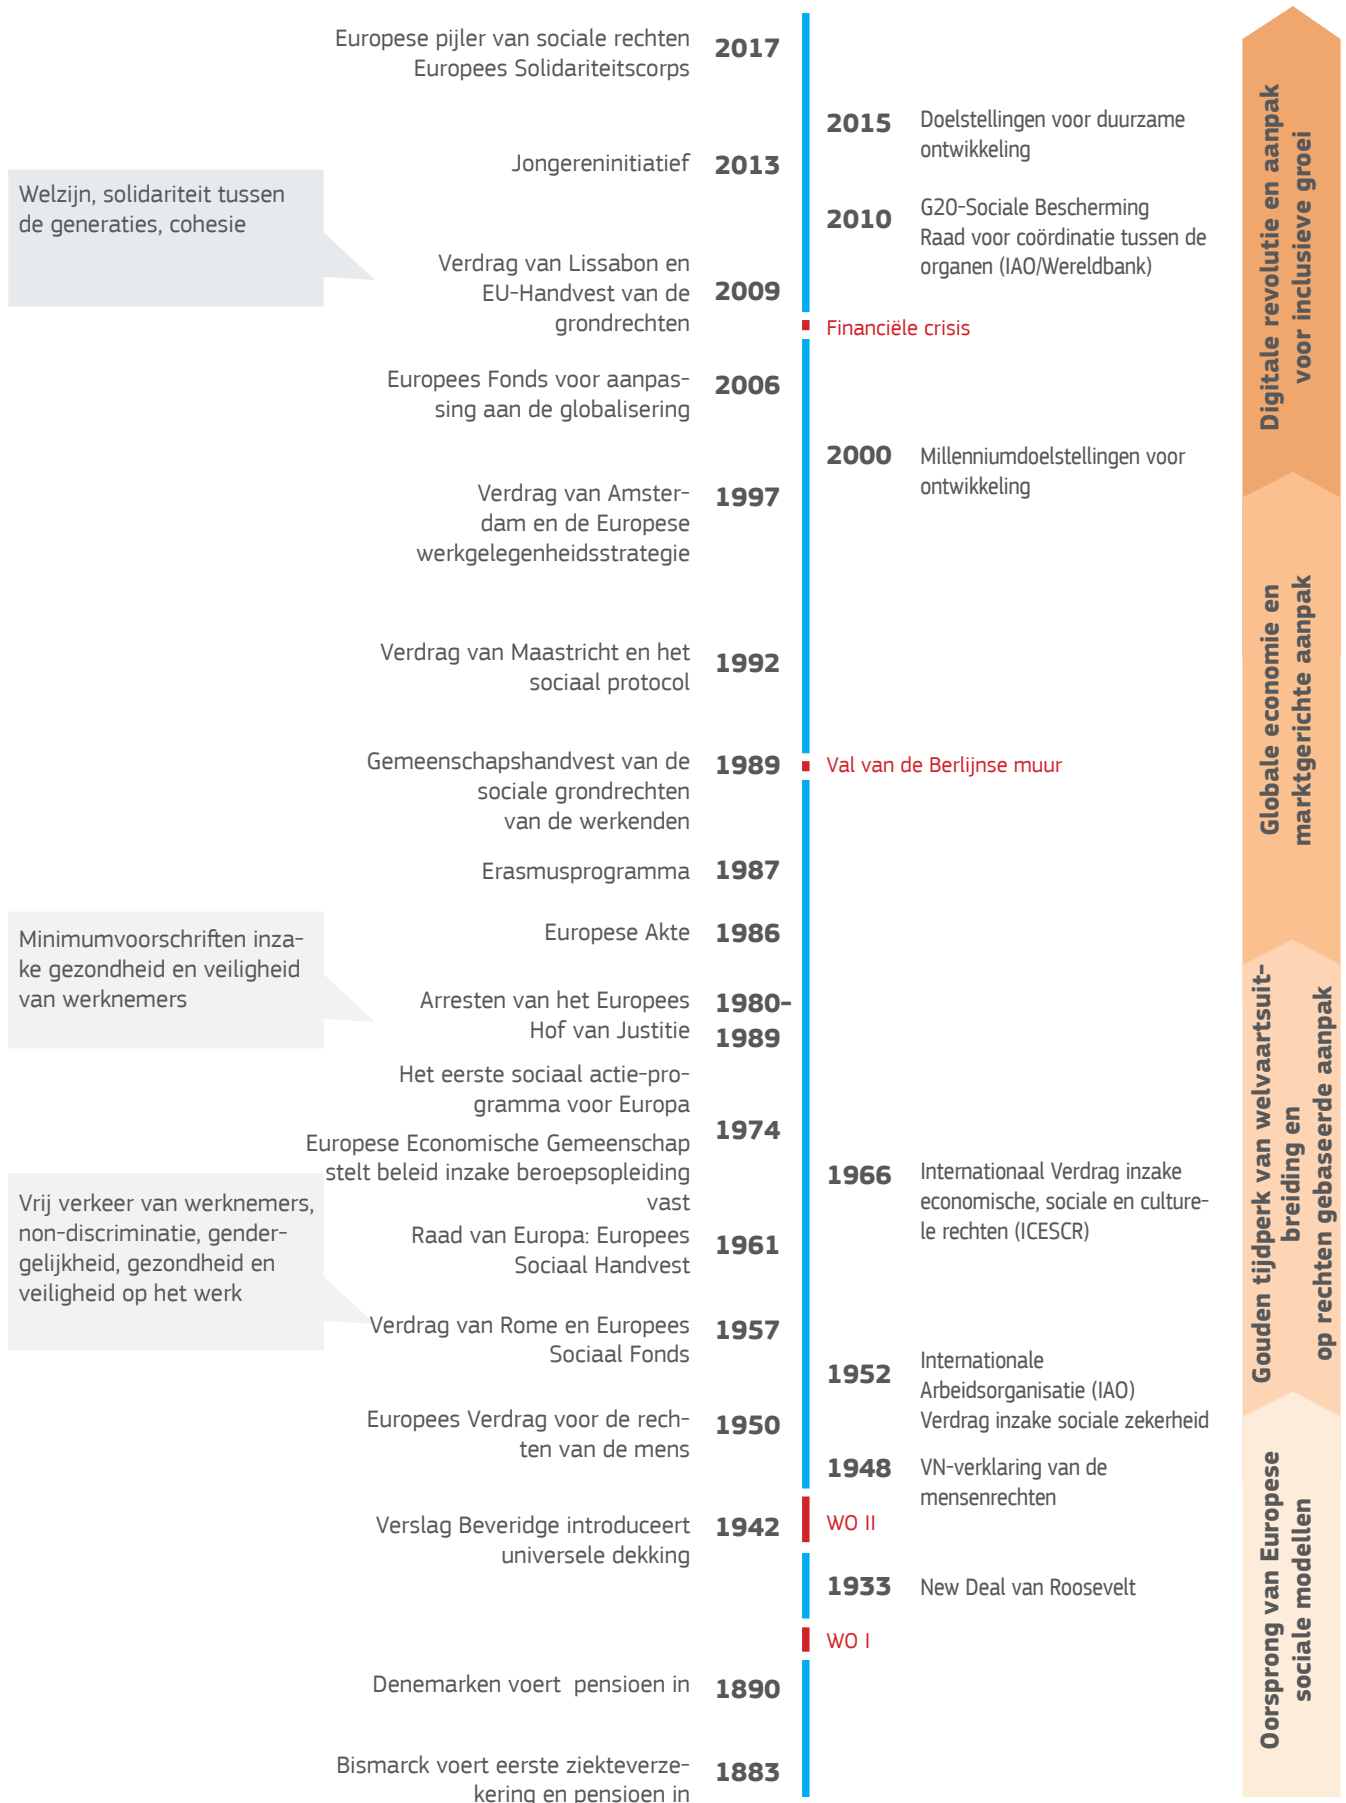 Europese pijler van sociale rechten
Europees Solidariteitscorps
2017
2015
Doelstellingen voor duurzame
ontwikkeling
Jongereninitiatief
2013
Welzijn, solidariteit tussen
de generaties, cohesie
2010
G20-Sociale Bescherming
Raad voor coördinatie tussen de
organen (IAO/Wereldbank)
Verdrag van Lissabon en
EU-Handvest van de
grondrechten
2009
Financiële crisis
Europees Fonds voor aanpas-
sing aan de globalisering
2006
2000
Millenniumdoelstellingen voor
ontwikkeling
Verdrag van Amster-
dam en de Europese
werkgelegenheidsstrategie
1997
Verdrag van Maastricht en het
sociaal protocol
1992
Gemeenschapshandvest van de
sociale grondrechten
van de werkenden
1989
Val van de Berlijnse muur
Erasmusprogramma
1987
Europese Akte
1986
Minimumvoorschriften inza-
ke gezondheid en veiligheid
van werknemers
Arresten van het Europees
Hof van Justitie
1980-
1989
Het eerste sociaal actie-pro-
gramma voor Europa
1974
Europese Economische Gemeenschap
stelt beleid inzake beroepsopleiding
vast
1966
Internationaal Verdrag inzake
economische, sociale en culture-
le rechten (ICESCR)
Vrij verkeer van werknemers,
non-discriminatie, gender-
gelijkheid, gezondheid en
veiligheid op het werk
Raad van Europa: Europees
Sociaal Handvest
1961
Verdrag van Rome en Europees
Sociaal Fonds
1957
1952
Internationale
Arbeidsorganisatie (IAO)
Verdrag inzake sociale zekerheid
Europees Verdrag voor de rech-
ten van de mens
1950
1948
VN-verklaring van de
mensenrechten
Verslag Beveridge introduceert
universele dekking
1942
WO II
1933
New Deal van Roosevelt
WO I
Denemarken voert pensioen in
1890
Bismarck voert eerste ziekteverze-
kering en pensioen in
1883
Digitale revolutie en aanpak
voor inclusieve groei
Globale economie en
marktgerichte aanpak
Gouden tijdperk van welvaartsuit-
breiding en
op rechten gebaseerde aanpak
Oorsprong van Europese
sociale modellen